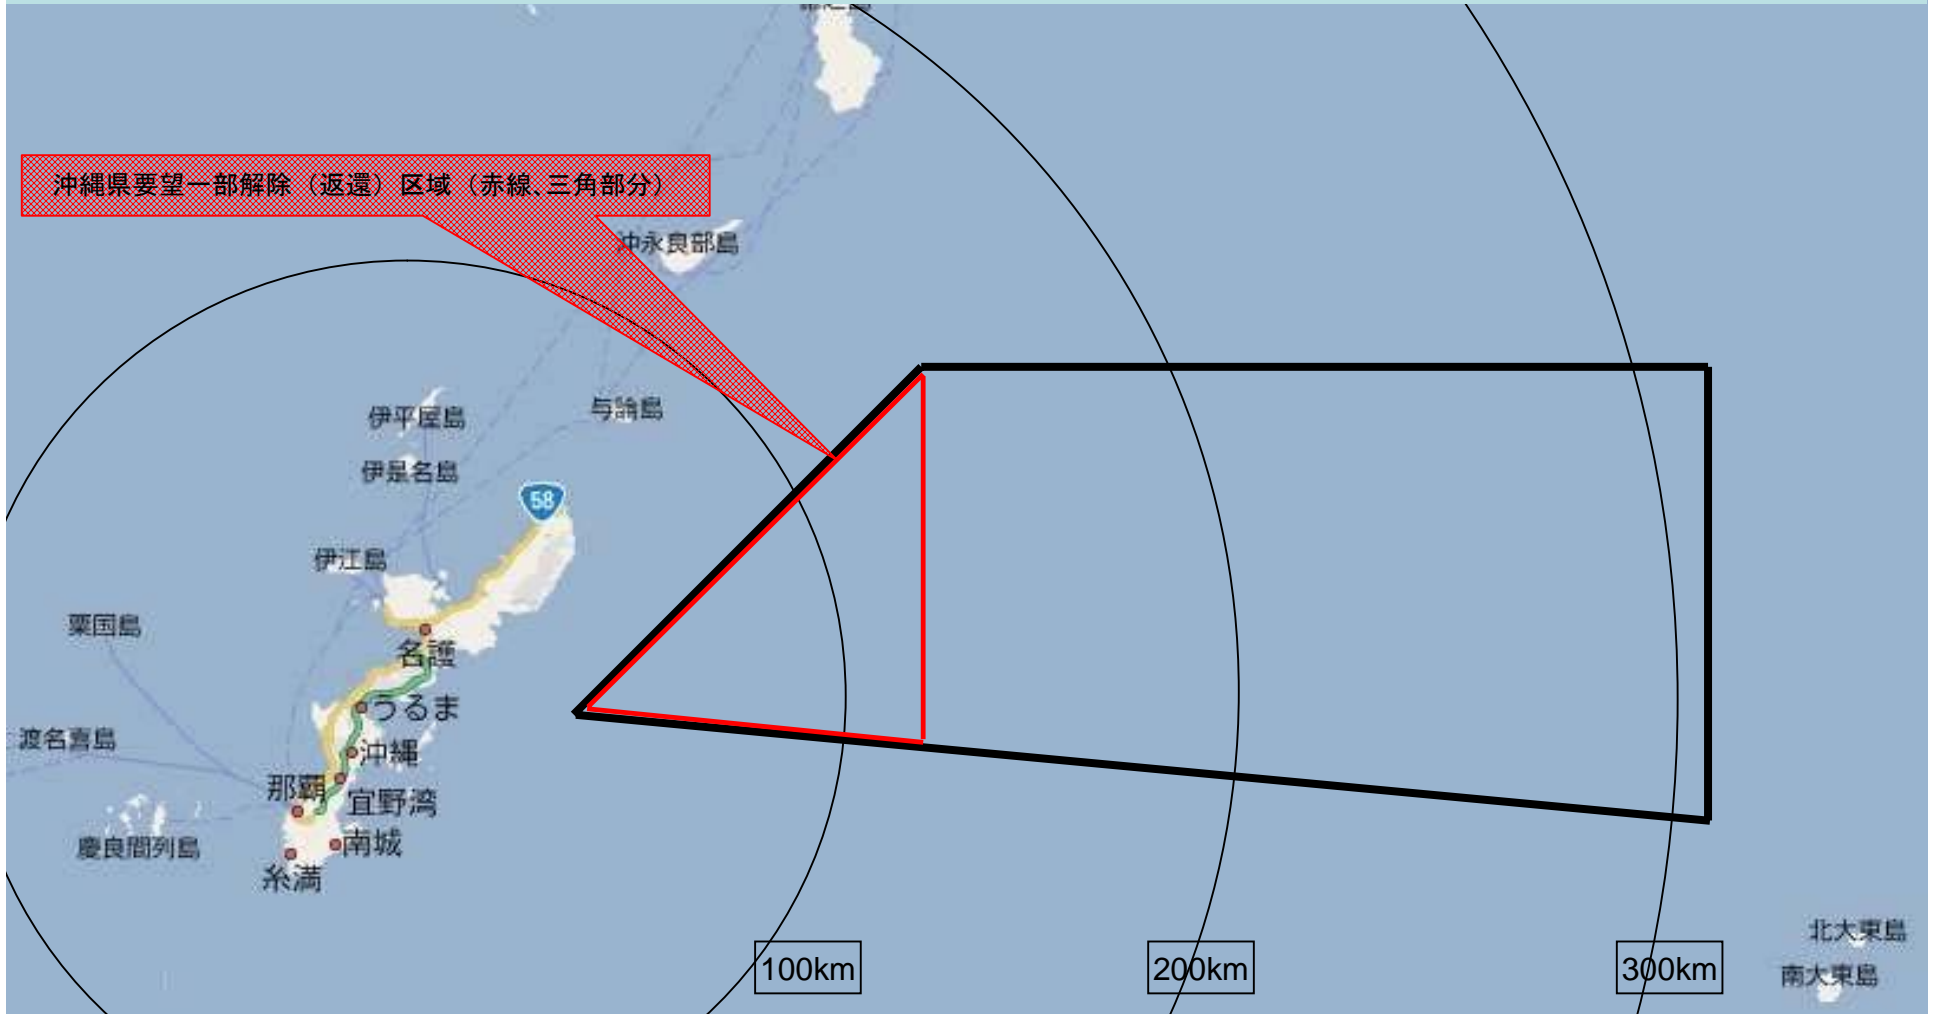 沖縄県要望一部解除（返還）区域（赤線、三角部分）
沖永良部島
伊平屋島
与論島
伊是名島
58
伊江島
粟国島
名護
うるま
渡名喜島
沖縄
那覇
宜野湾
慶良間列島
南城
糸満
北大東島
100km
200km
300km
南大東島